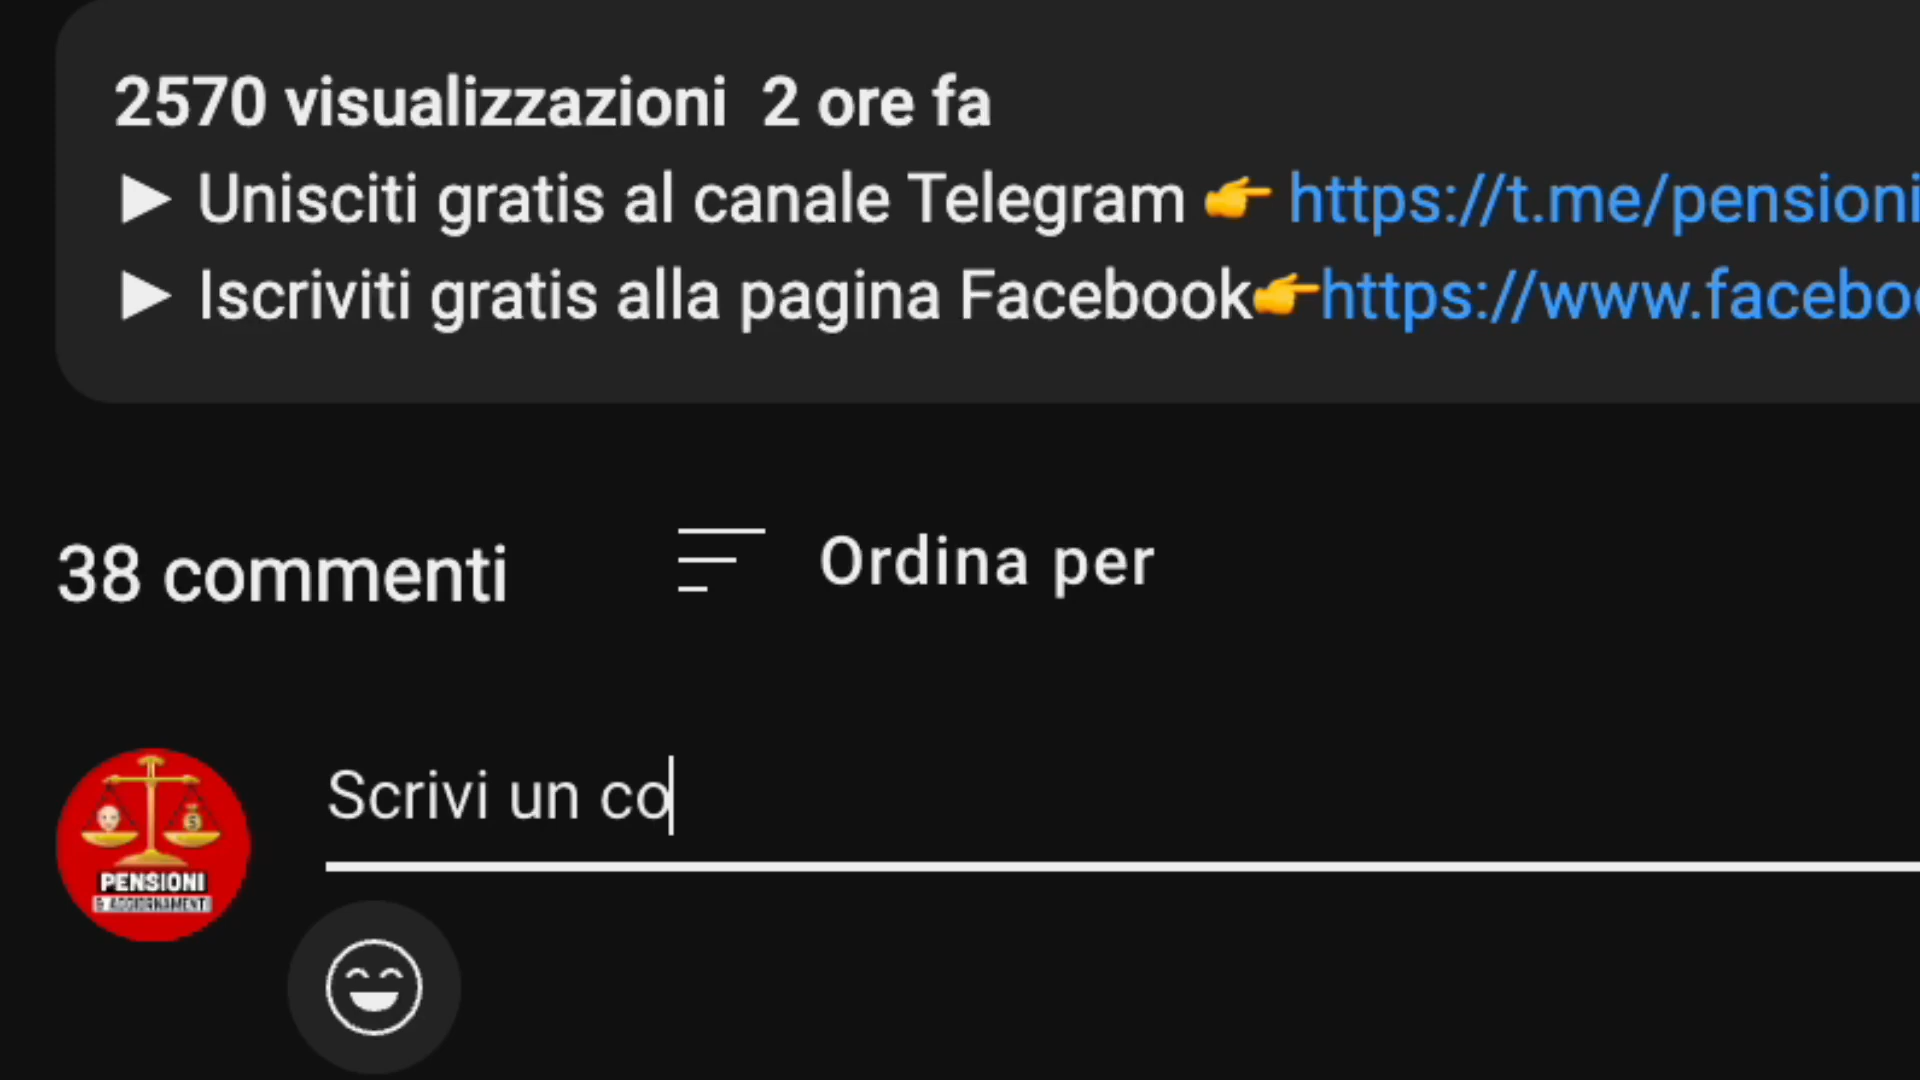 2570 visualizzazioni 2 ore fa
▶ Unisciti gratis al canale Telegram 👉 https://t.me/pensioni
▶ Iscriviti gratis alla pagina Facebook👉https://www.facebo
38 commenti
Ordina per
Scrivi un co
PENSIONI
& AGGIORNAMENTI